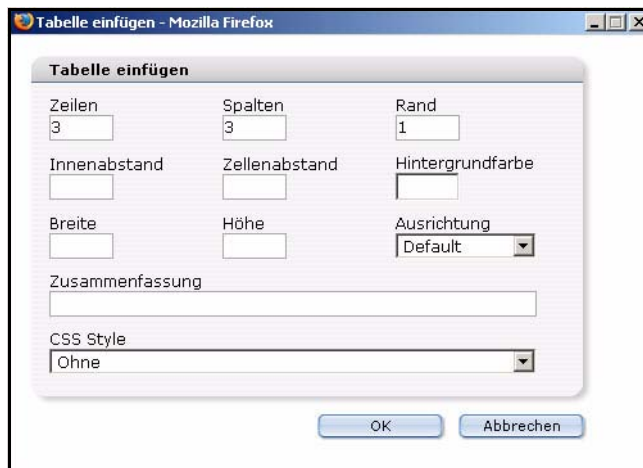 Tabelle einfügen - Mozilla Firefox
Tabelle einfügen
Zeilen Spalten Rand
3 3 1
Innenabstand Zellenabstand Hintergrundfarbe
Breite Höhe Ausrichtung
Default
Zusammenfassung
CSS Style
Ohne
OK Abbrechen